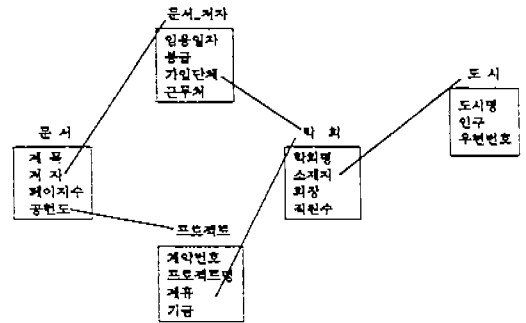 문서_저자
임용일자
봉급
가입단체
근무처
도 시
도시명
인구
우편번호
문 서
제 목
저 자
페이지수
공헌도
학 회
학회명
소재지
회장
직원수
프로젝트
계약번호
프로젝트명
제휴
기금